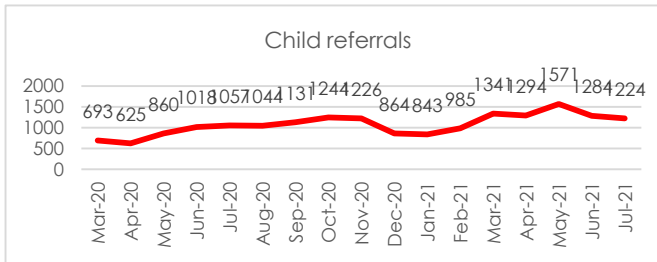 Child referrals
2000
1500
1000
500
0
693 625 860 1018 1057 1044 1131 1244 1226 864 843 985 1341 1294 1571 1284 1224
Mar-20 Apr-20 May-20 Jun-20 Jul-20 Aug-20 Sep-20 Oct-20 Nov-20 Dec-20 Jan-21 Feb-21 Mar-21 Apr-21 May-21 Jun-21 Jul-21